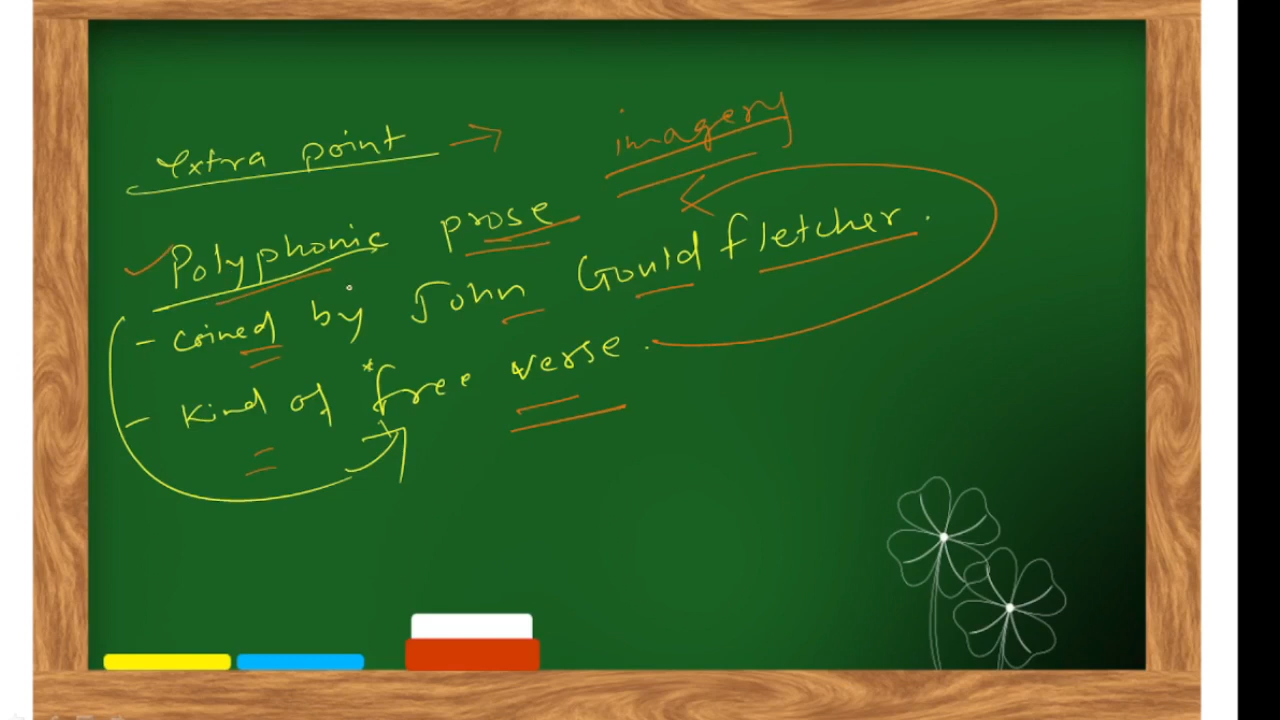 Extra point →
imagery
Polyphonic prose
- coined by John Gould fletcher.
- Kind of *free verse.